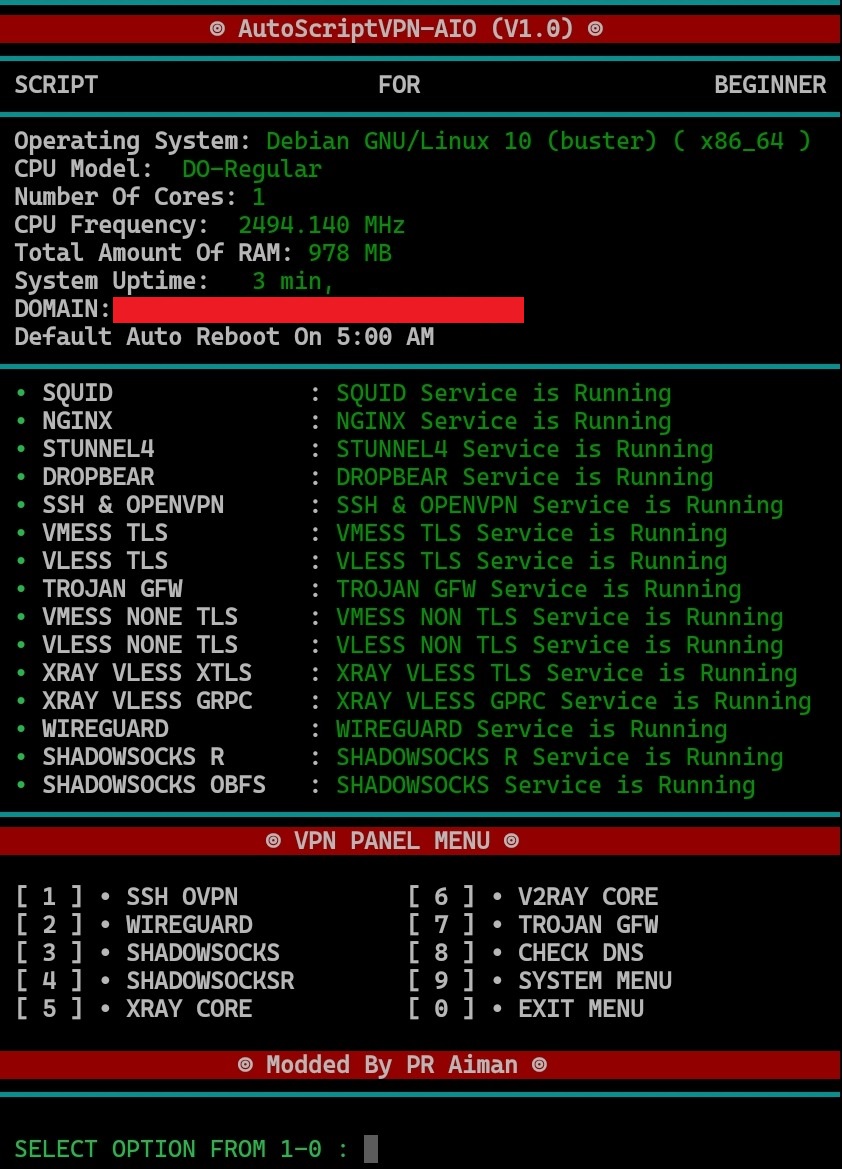 ◎ AutoScriptVPN-AIO (V1.0) ◎
SCRIPT FOR BEGINNER
Operating System: Debian GNU/Linux 10 (buster) ( x86_64 )
CPU Model: DO-Regular
Number Of Cores: 1
CPU Frequency: 2494.140 MHz
Total Amount Of RAM: 978 MB
System Uptime: 3 min,
DOMAIN:
Default Auto Reboot On 5:00 AM
• SQUID : SQUID Service is Running
• NGINX : NGINX Service is Running
• STUNNEL4 : STUNNEL4 Service is Running
• DROPBEAR : DROPBEAR Service is Running
• SSH & OPENVPN : SSH & OPENVPN Service is Running
• VMESS TLS : VMESS TLS Service is Running
• VLESS TLS : VLESS TLS Service is Running
• TROJAN GFW : TROJAN GFW Service is Running
• VMESS NONE TLS : VMESS NON TLS Service is Running
• VLESS NONE TLS : VLESS NON TLS Service is Running
• XRAY VLESS XTLS : XRAY VLESS TLS Service is Running
• XRAY VLESS GRPC : XRAY VLESS GPRC Service is Running
• WIREGUARD : WIREGUARD Service is Running
• SHADOWSOCKS R : SHADOWSOCKS R Service is Running
• SHADOWSOCKS OBFS : SHADOWSOCKS Service is Running
◎ VPN PANEL MENU ◎
[ 1 ] • SSH OVPN [ 6 ] • V2RAY CORE
[ 2 ] • WIREGUARD [ 7 ] • TROJAN GFW
[ 3 ] • SHADOWSOCKS [ 8 ] • CHECK DNS
[ 4 ] • SHADOWSOCKSR [ 9 ] • SYSTEM MENU
[ 5 ] • XRAY CORE [ 0 ] • EXIT MENU
◎ Modded By PR Aiman ◎
SELECT OPTION FROM 1-0 :